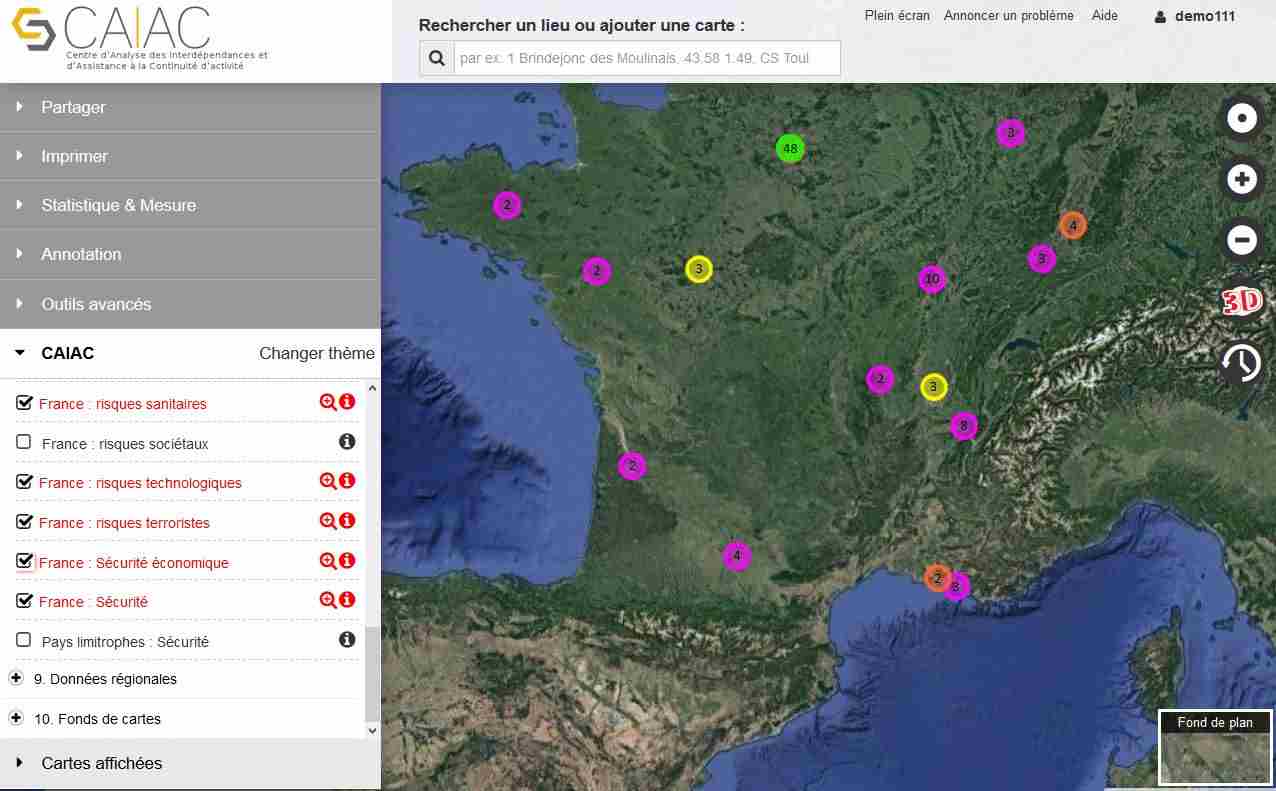 CAIAC
Centre d'Analyse des Interdépendances et
d'Assistance à la Continuité d'activité
Rechercher un lieu ou ajouter une carte :
par ex: 1 Brindejonc des Moulinais, 43.58 1.49, CS Toul
Plein écran Annoncer un problème Aide demo111
Partager
Imprimer
Statistique & Mesure
Annotation
Outils avancés
CAIAC Changer thème
France : risques sanitaires
France : risques sociétaux
France : risques technologiques
France : risques terroristes
France : Sécurité économique
France : Sécurité
Pays limitrophes : Sécurité
9. Données régionales
10. Fonds de cartes
Cartes affichées
3
48
2
4
3
2
3
10
2
3
8
2
4
2
3
3D
Fond de plan